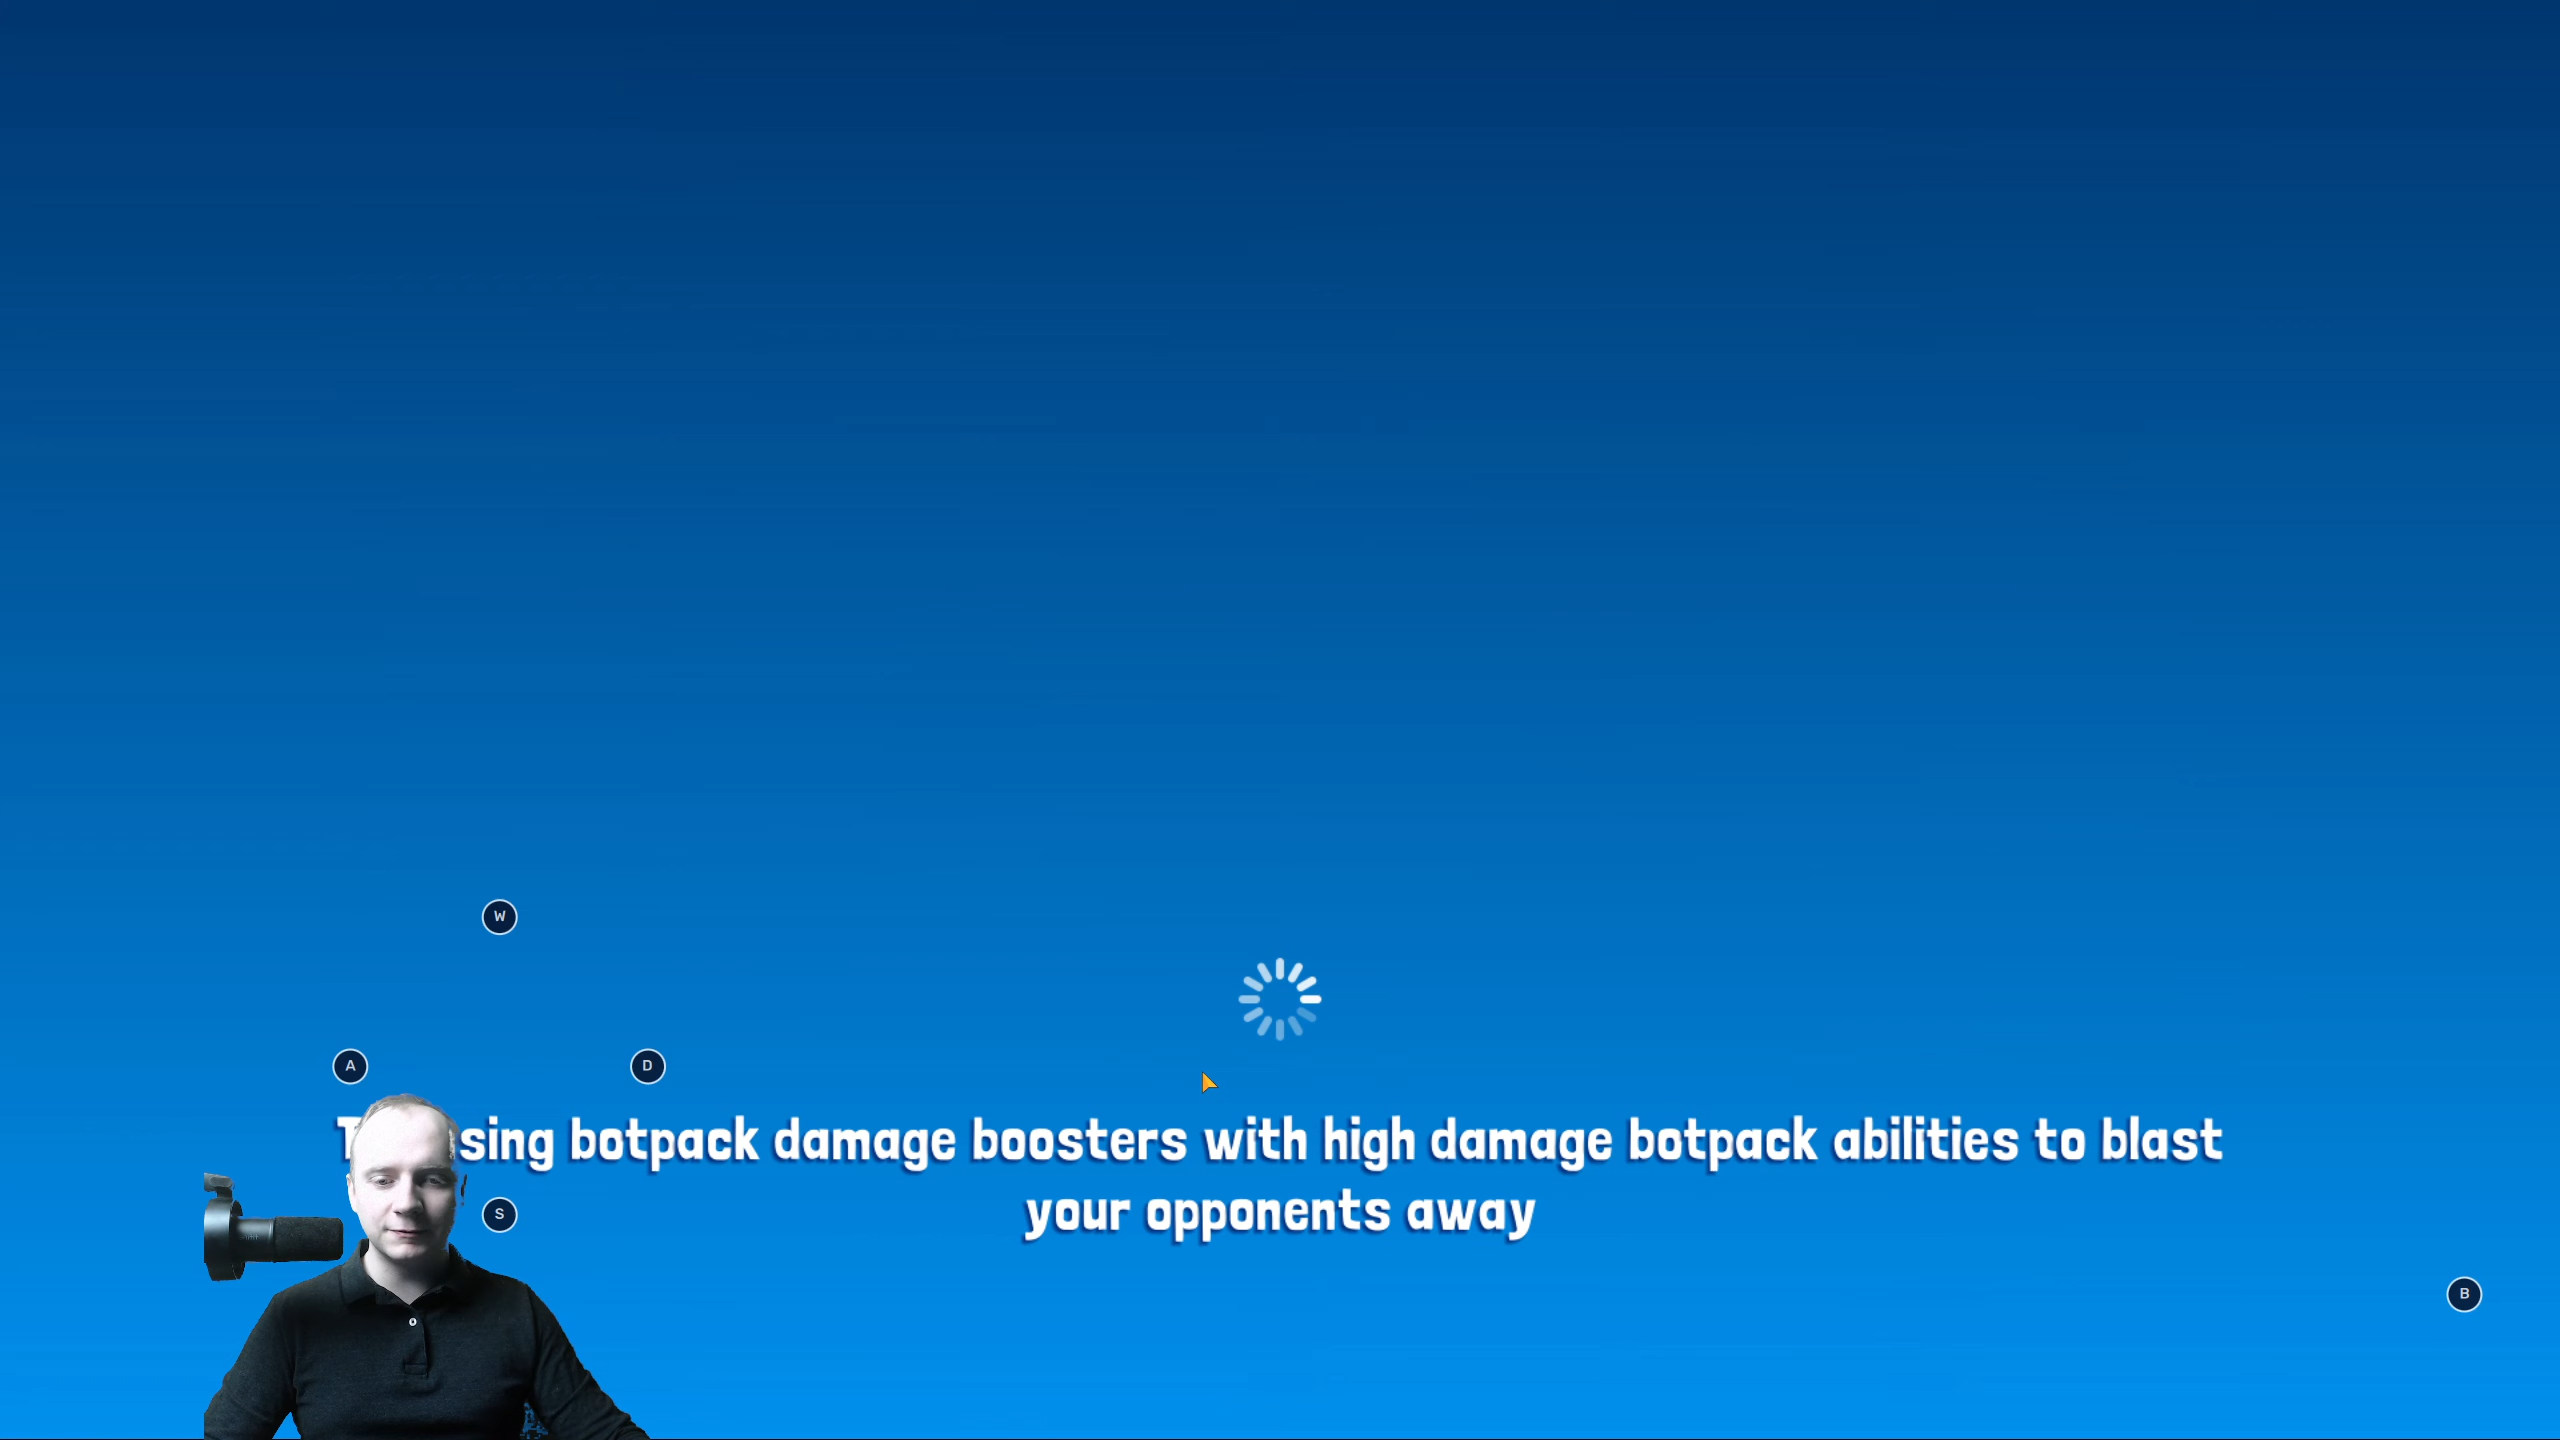 W
A
D
sing botpack damage boosters with high damage botpack abilities to blast
your opponents away
S
B